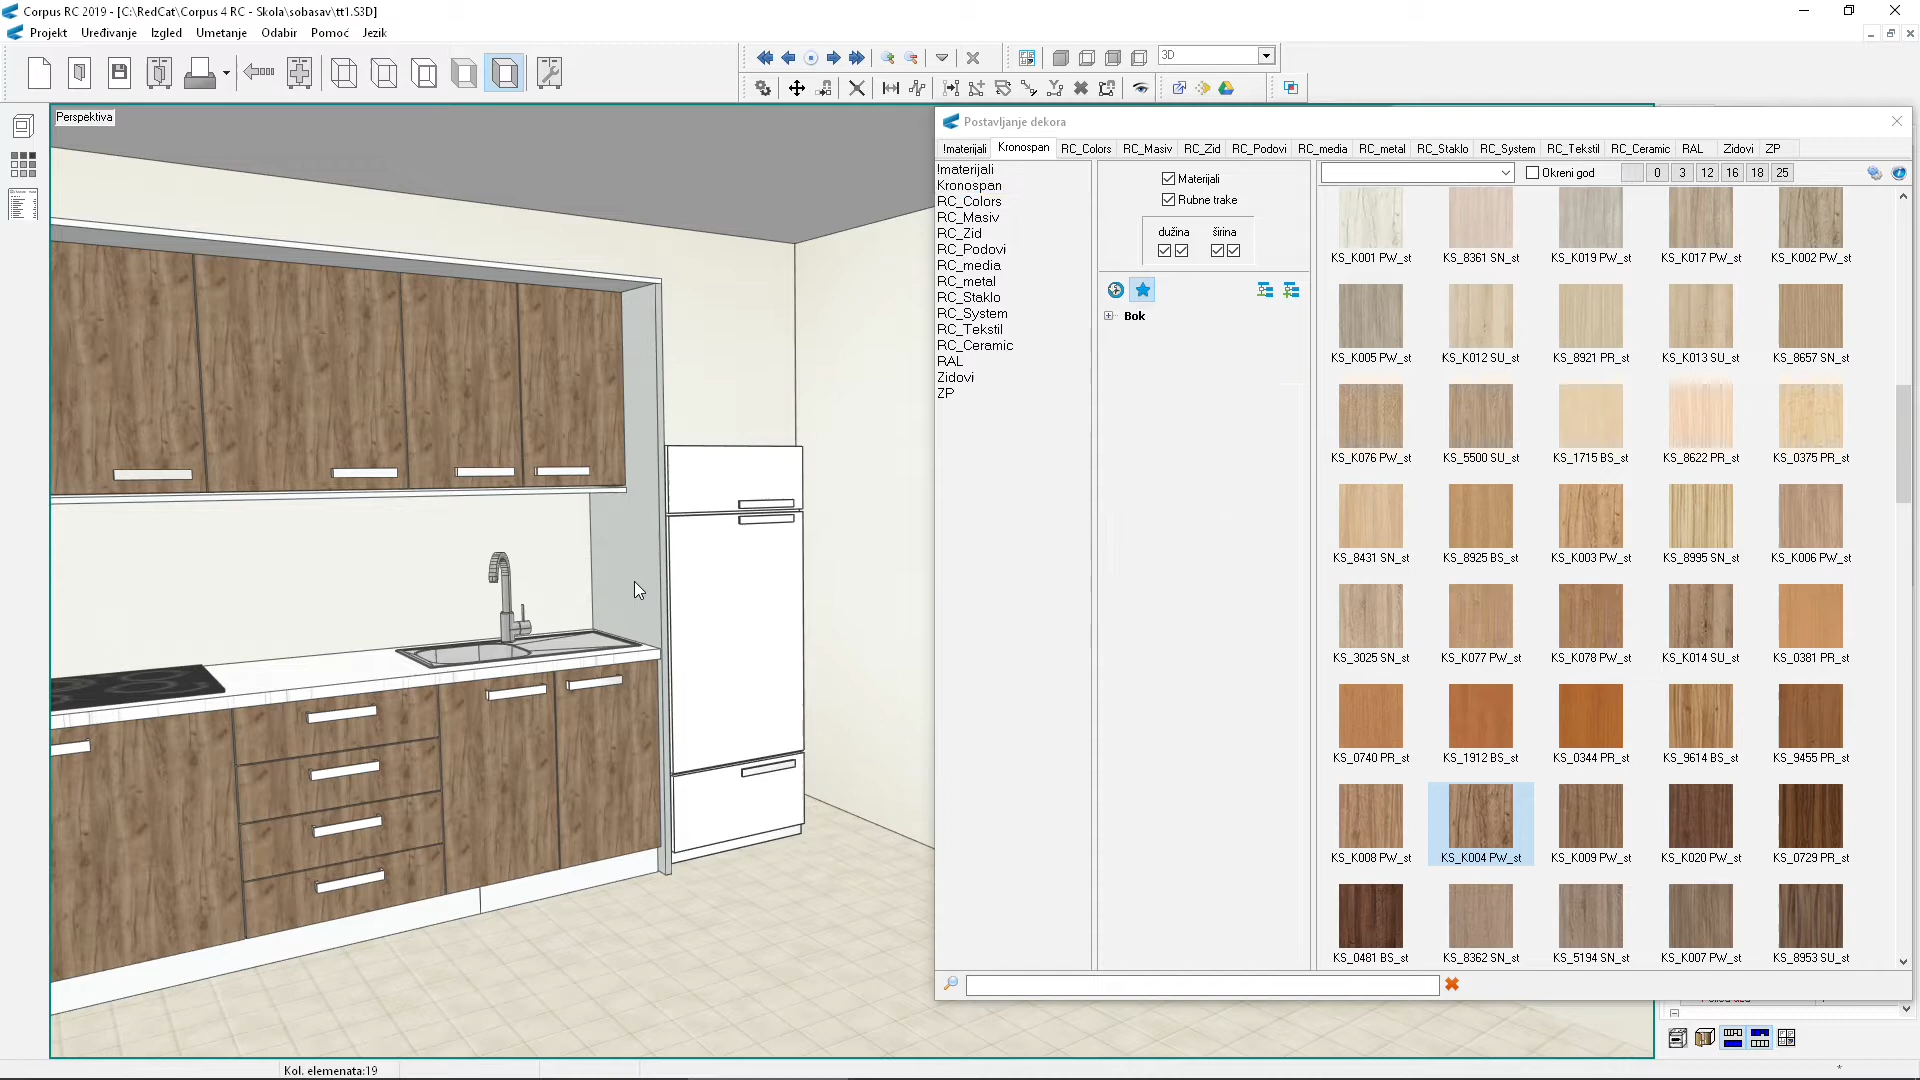 Corpus RC 2019 - [C:\RedCat\Corpus 4 RC - Skola\sobasav\tt1.S3D]
Projekt Uređivanje Izgled Umetanje Odabir Pomoć Jezik
3D
Perspektiva
Postavljanje dekora
!materijali Kronospan RC_Colors RC_Masiv RC_Zid RC_Podovi RC_media RC_metal RC_Staklo RC_System RC_Tekstil RC_Ceramic RAL Zidovi ZP
!materijali
Kronospan
RC_Colors
RC_Masiv
RC_Zid
RC_Podovi
RC_media
RC_metal
RC_Staklo
RC_System
RC_Tekstil
RC_Ceramic
RAL
Zidovi
ZP
Materijali
Rubne trake
dužina širina
Bok
Okreni god 0 3 12 16 18 25
KS_K001 PW_st KS_8361 SN_st KS_K019 PW_st KS_K017 PW_st KS_K002 PW_st
KS_K005 PW_st KS_K012 SU_st KS_8921 PR_st KS_K013 SU_st KS_8657 SN_st
KS_K076 PW_st KS_5500 SU_st KS_1715 BS_st KS_8622 PR_st KS_0375 PR_st
KS_8431 SN_st KS_8925 BS_st KS_K003 PW_st KS_8995 SN_st KS_K006 PW_st
KS_3025 SN_st KS_K077 PW_st KS_K078 PW_st KS_K014 SU_st KS_0381 PR_st
KS_0740 PR_st KS_1912 BS_st KS_0344 PR_st KS_9614 BS_st KS_9455 PR_st
KS_K008 PW_st KS_K004 PW_st KS_K009 PW_st KS_K020 PW_st KS_0729 PR_st
KS_0481 BS_st KS_8362 SN_st KS_5194 SN_st KS_K007 PW_st KS_8953 SU_st
Kol. elemenata:19
*